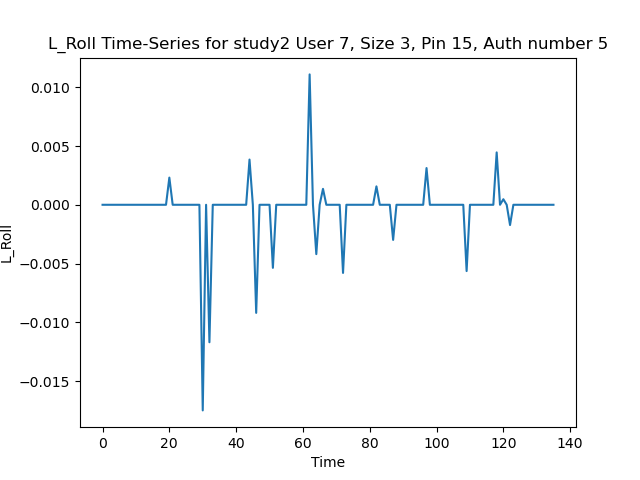 L_Roll Time-Series for study2 User 7, Size 3, Pin 15, Auth number 5
0.010
0.005
0.000
−0.005
−0.010
−0.015
L_Roll
0 20 40 60 80 100 120 140
Time